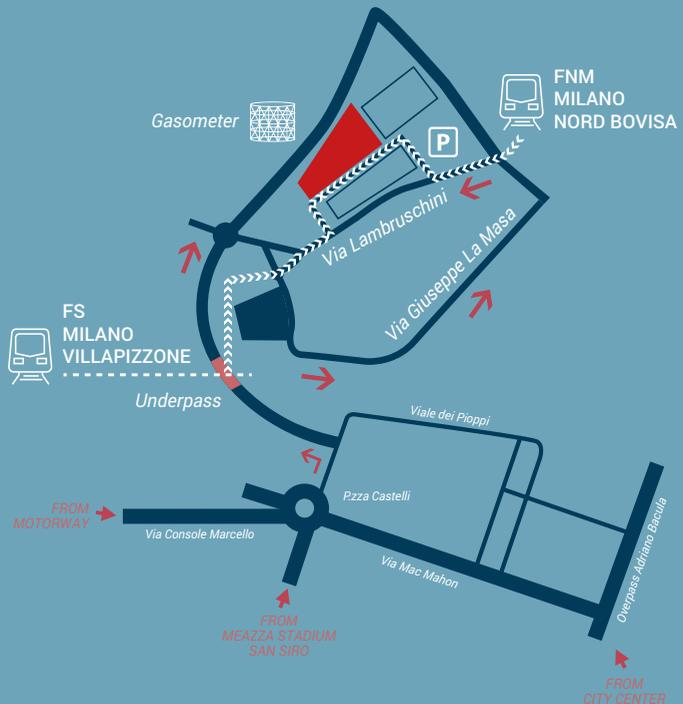 FNM
MILANO
NORD BOVISA
Gasometer
P
Via Lambruschini
Via Giuseppe La Masa
FS
MILANO
VILLAPIZZONE
Underpass
Viale dei Pioppi
P.zza Castelli
FROM
MOTORWAY
Via Console Marcello
Via Mac Mahon
Overpass Adriano Bacula
FROM
MEAZZA STADIUM
SAN SIRO
FROM
CITY CENTER